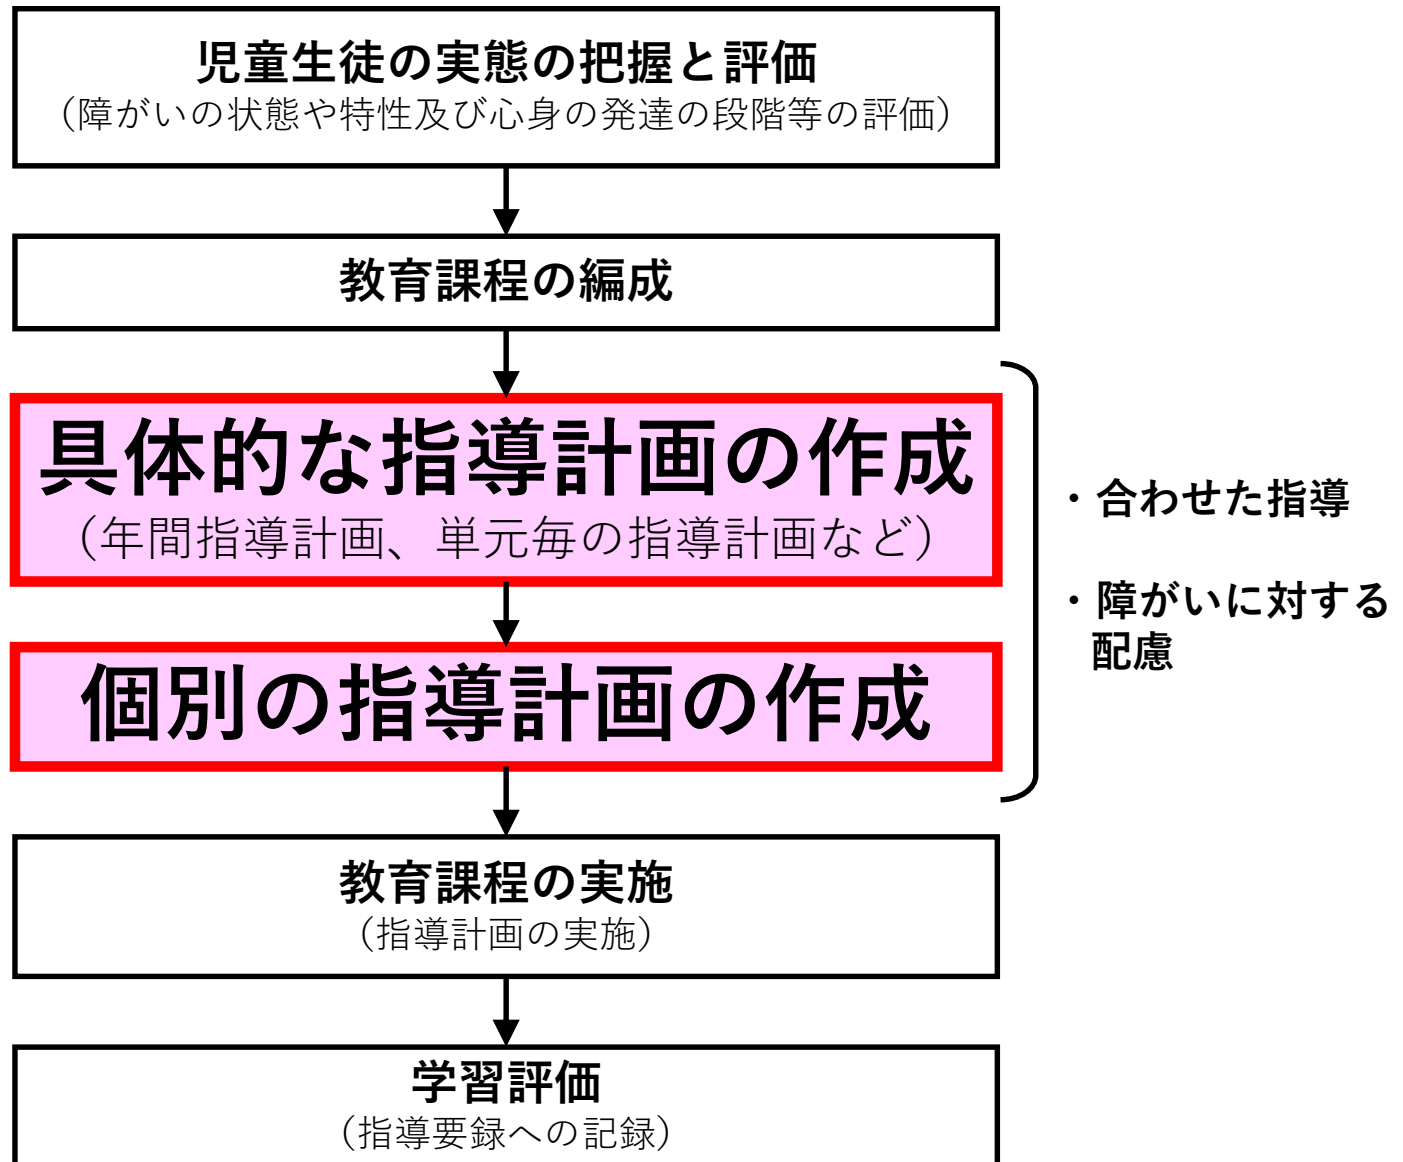 児童生徒の実態の把握と評価
（障がいの状態や特性及び心身の発達の段階等の評価）
教育課程の編成
具体的な指導計画の作成
（年間指導計画、単元毎の指導計画など）
個別の指導計画の作成
・合わせた指導
・障がいに対する
配慮
教育課程の実施
（指導計画の実施）
学習評価
（指導要録への記録）